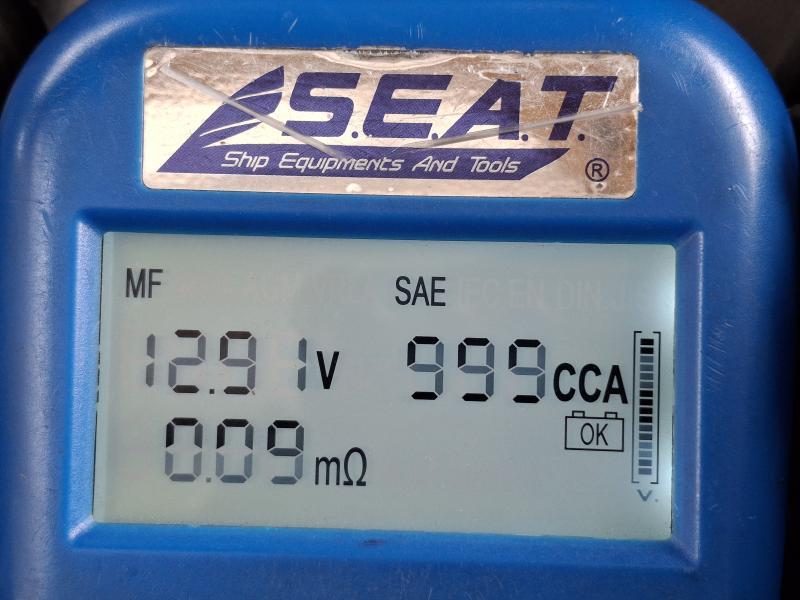 S.E.A.T.
Ship Equipments And Tools
®
MF SAE
12.91 V 999 CCA
OK
0.09 mΩ
V.